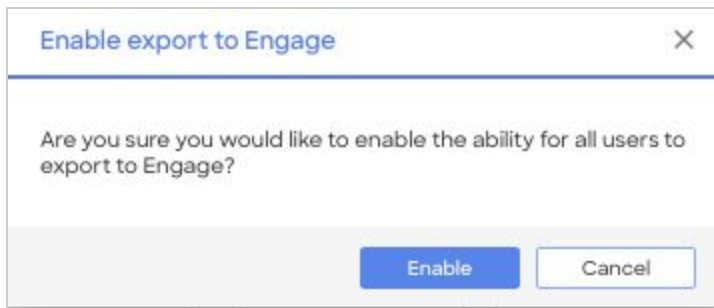 Enable export to Engage
Are you sure you would like to enable the ability for all users to
export to Engage?
Enable
Cancel